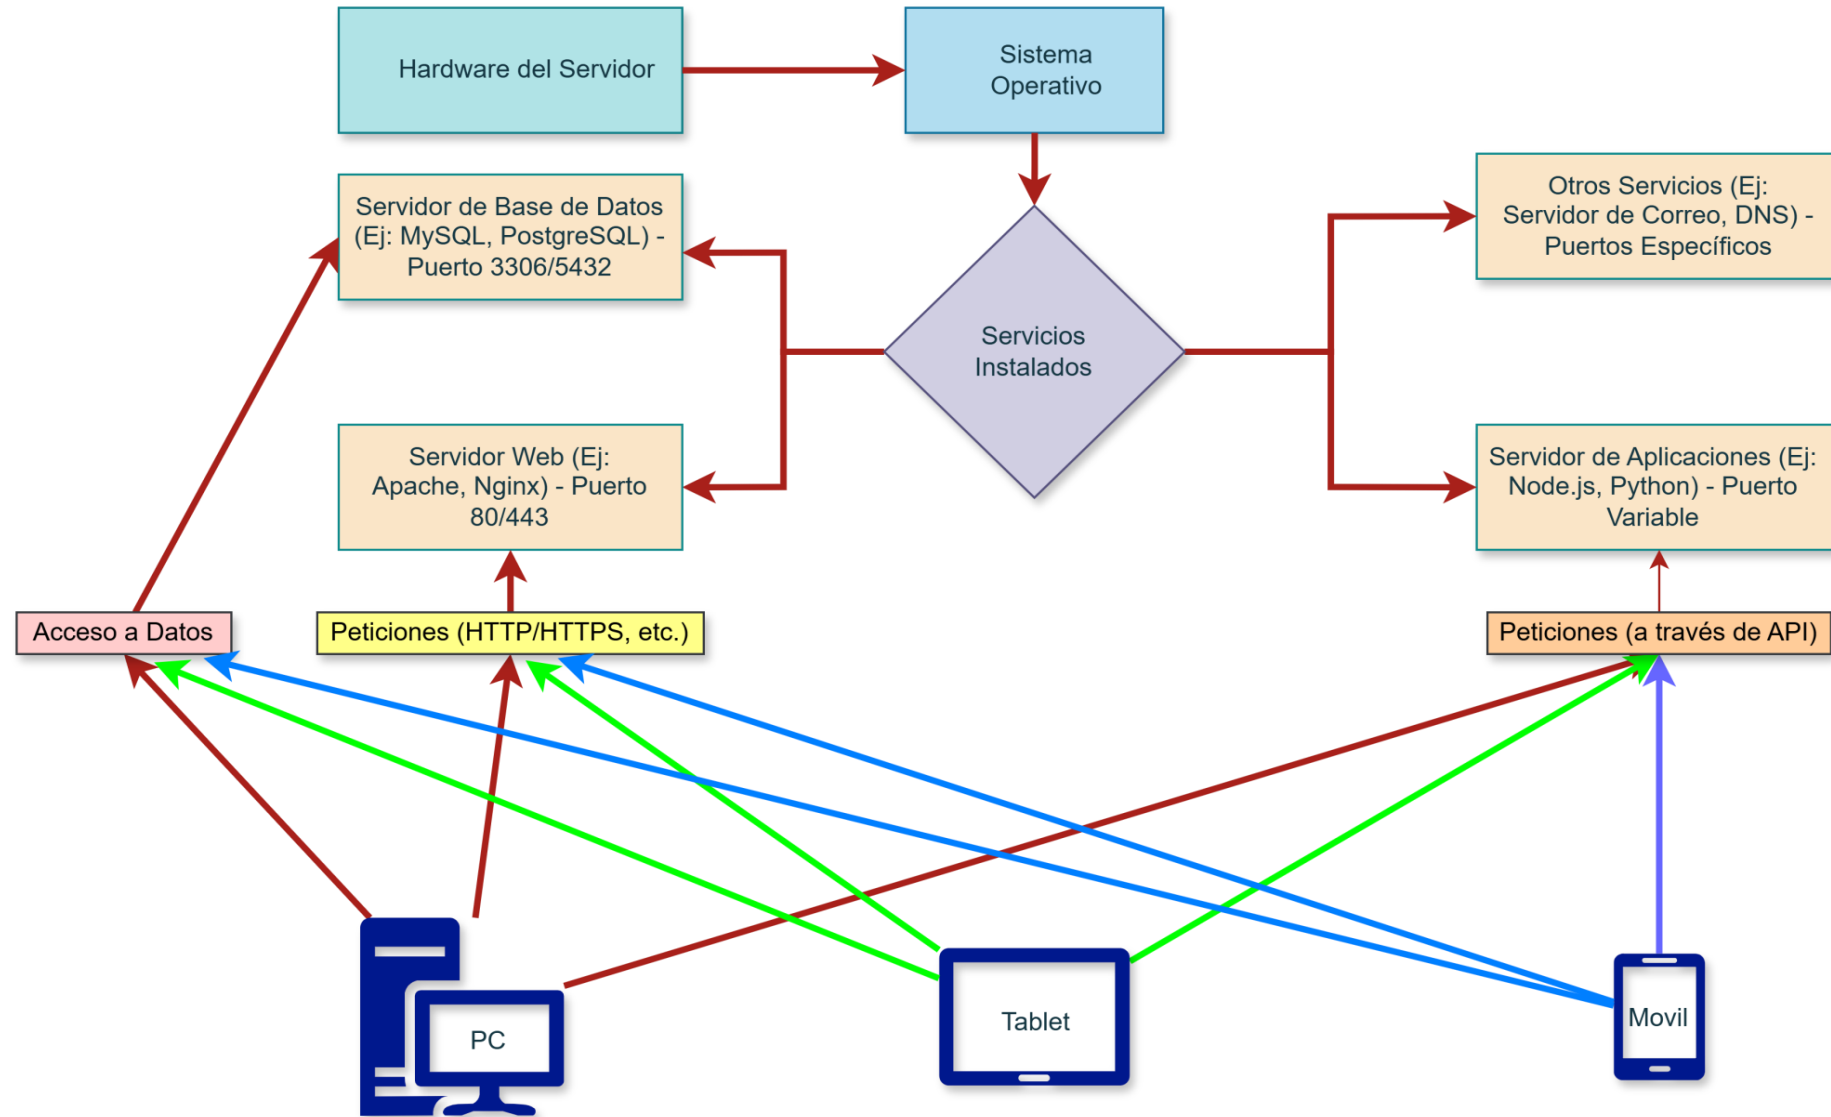 Hardware del Servidor
Sistema
Operativo
Servidor de Base de Datos
(Ej: MySQL, PostgreSQL) -
Puerto 3306/5432
Otros Servicios (Ej:
Servidor de Correo, DNS) -
Puertos Específicos
Servicios
Instalados
Servidor Web (Ej:
Apache, Nginx) - Puerto
80/443
Servidor de Aplicaciones (Ej:
Node.js, Python) - Puerto
Variable
Acceso a Datos
Peticiones (HTTP/HTTPS, etc.)
Peticiones (a través de API)
PC
Tablet
Movil